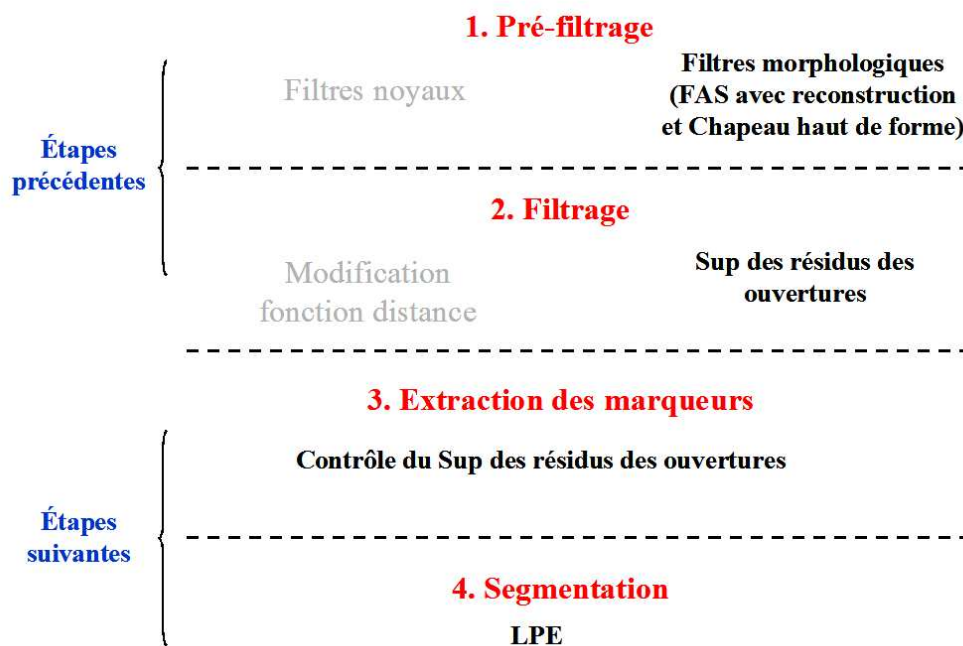 1. Pré-filtrage
Filtres noyaux
Filtres morphologiques
(FAS avec reconstruction
et Chapeau haut de forme)
Étapes
précédentes
2. Filtrage
Modification
fonction distance
Sup des résidus des
ouvertures
3. Extraction des marqueurs
Contrôle du Sup des résidus des ouvertures
Étapes
suivantes
4. Segmentation
LPE